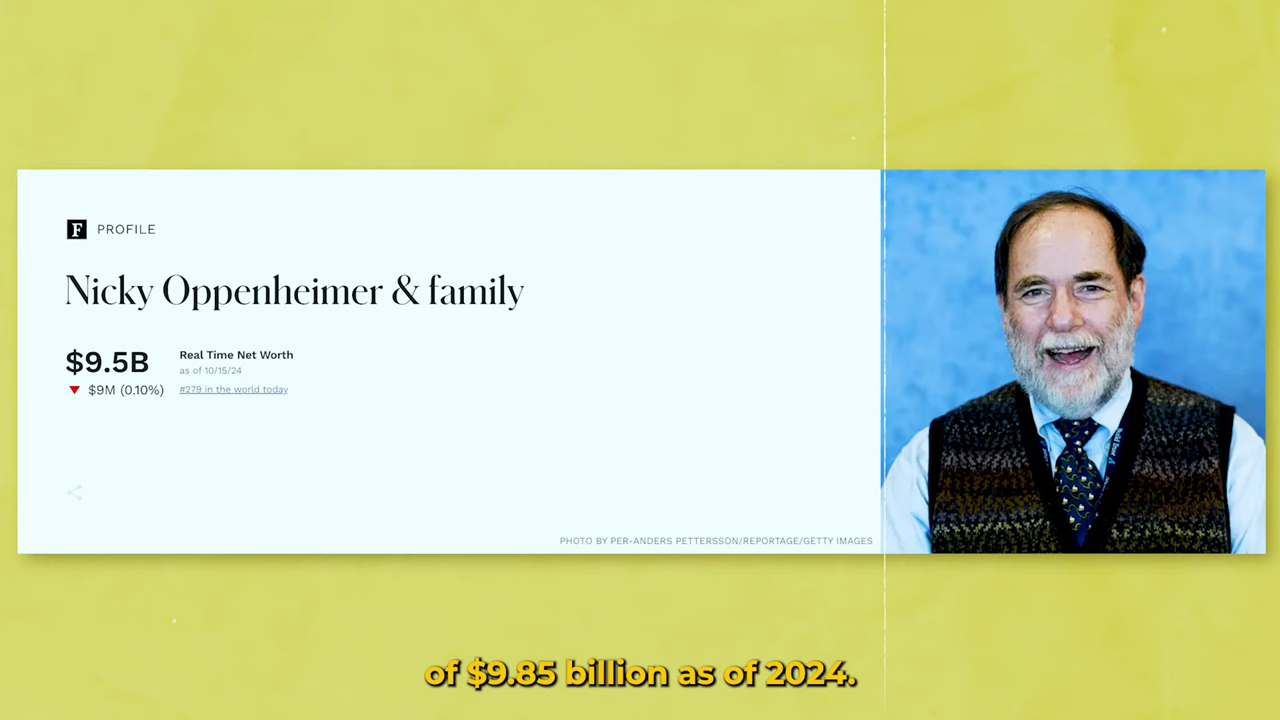 F PROFILE
Nicky Oppenheimer & family
$9.5B
Real Time Net Worth
as of 10/15/24
$9M (0.10%)
#279 in the world today
PHOTO BY PER-ANDERS PETTERSSON/REPORTAGE/GETTY IMAGES
of $9.85 billion as of 2024.